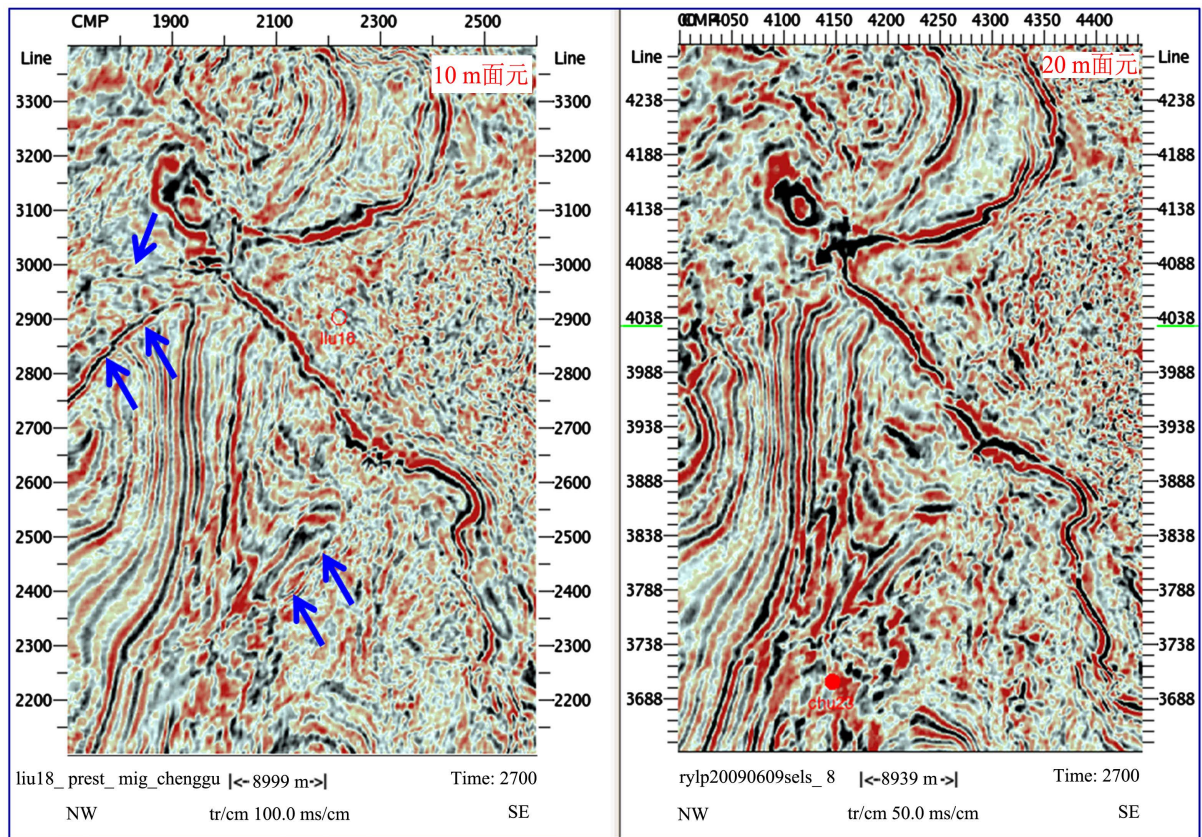 CMP 1900 2100 2300 2500
Line Line
10 m面元
3300 3300
3200 3200
3100 3100
3000 3000
2900 2900
2800 2800
2700 2700
2600 2600
2500 2500
2400 2400
2300 2300
2200 2200
liu18
liu18_ prest_ mig_chenggu |<-8999 m->| Time: 2700
NW tr/cm 100.0 ms/cm SE
CMP 4050 4100 4150 4200 4250 4300 4350 4400
Line Line
20 m面元
4238 4238
4188 4188
4138 4138
4088 4088
4038 4038
3988 3988
3938 3938
3888 3888
3838 3838
3788 3788
3738 3738
3688 3688
rylp20090609sels_ 8 |<-8939 m->| Time: 2700
NW tr/cm 50.0 ms/cm SE